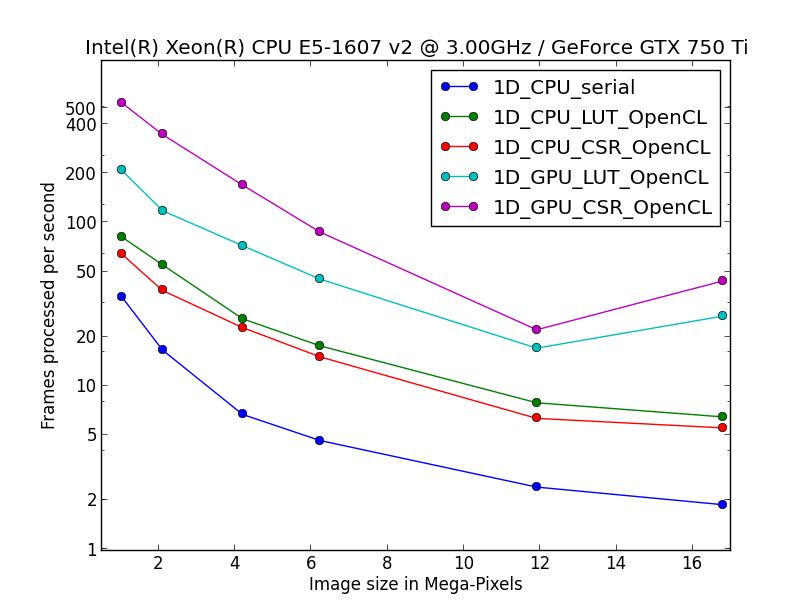 Intel(R) Xeon(R) CPU E5-1607 v2 @ 3.00GHz / GeForce GTX 750 Ti
1D_CPU_serial
1D_CPU_LUT_OpenCL
1D_CPU_CSR_OpenCL
1D_GPU_LUT_OpenCL
1D_GPU_CSR_OpenCL
Frames processed per second
500
400
200
100
50
20
10
5
2
1
2 4 6 8 10 12 14 16
Image size in Mega-Pixels